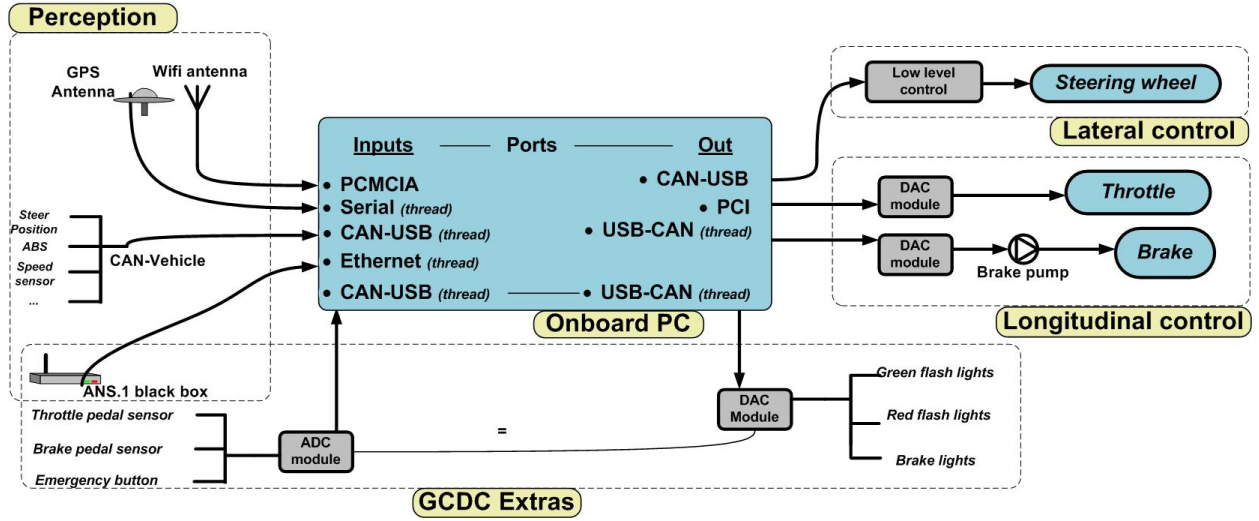 Perception
GPS
Antenna
Wifi antenna
Steer
Position
ABS
Speed
sensor
...
CAN-Vehicle
ANS.1 black box
Inputs
Ports
Out
• PCMCIA
• Serial (thread)
• CAN-USB (thread)
• Ethernet (thread)
• CAN-USB (thread)
• CAN-USB
• PCI
• USB-CAN (thread)
• USB-CAN (thread)
Onboard PC
Low level
control
Steering wheel
Lateral control
DAC
module
Throttle
DAC
module
Brake pump
Brake
Longitudinal control
Throttle pedal sensor
Brake pedal sensor
Emergency button
ADC
module
=
DAC
Module
Green flash lights
Red flash lights
Brake lights
GCDC Extras